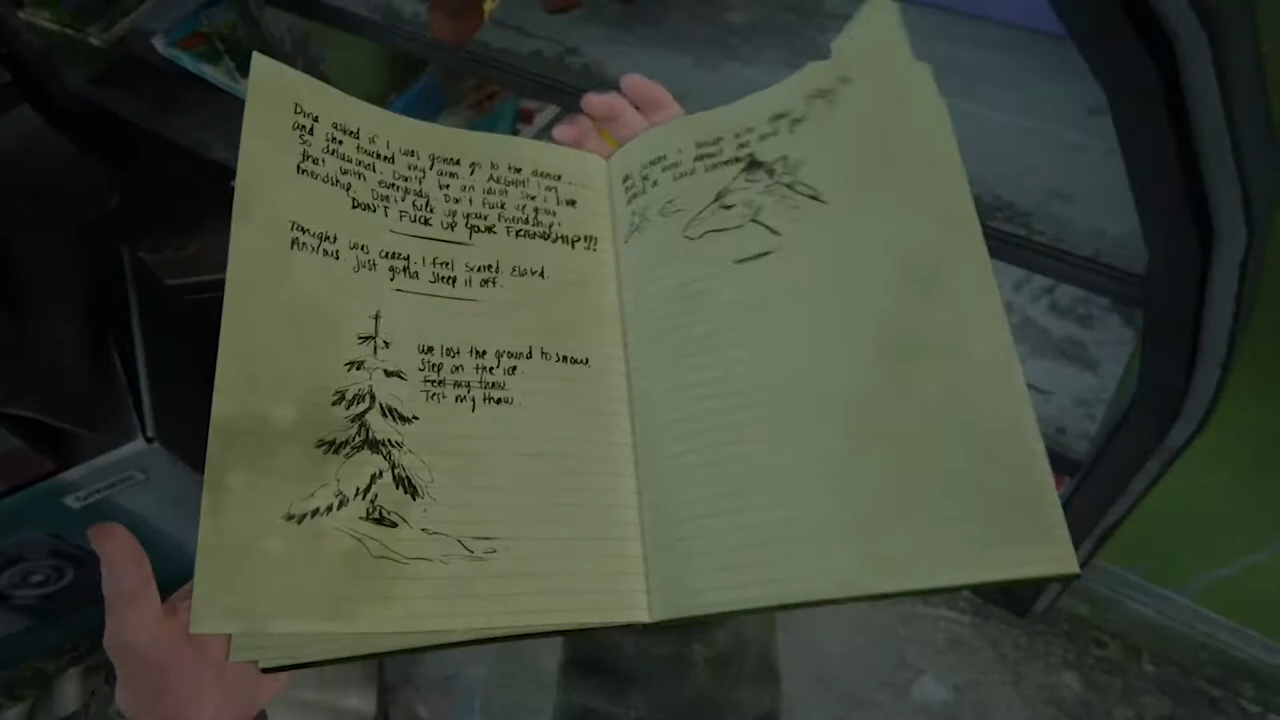 Dina asked if I was gonna go to the dance.....
and she touched my arm... ARGH!! I'm
so delusional. Don't be an idiot she's like
that with everybody. Don't fuck up your
friendship. Don't fuck up your friendship!
DON'T FUCK UP YOUR FRIENDSHIP!!?
Tonight was crazy. I feel scared. Elated.
Anxious. Just gotta sleep it off.
We lost the ground to snow.
Step on the ice.
Feel my thaw
Test my thaw.